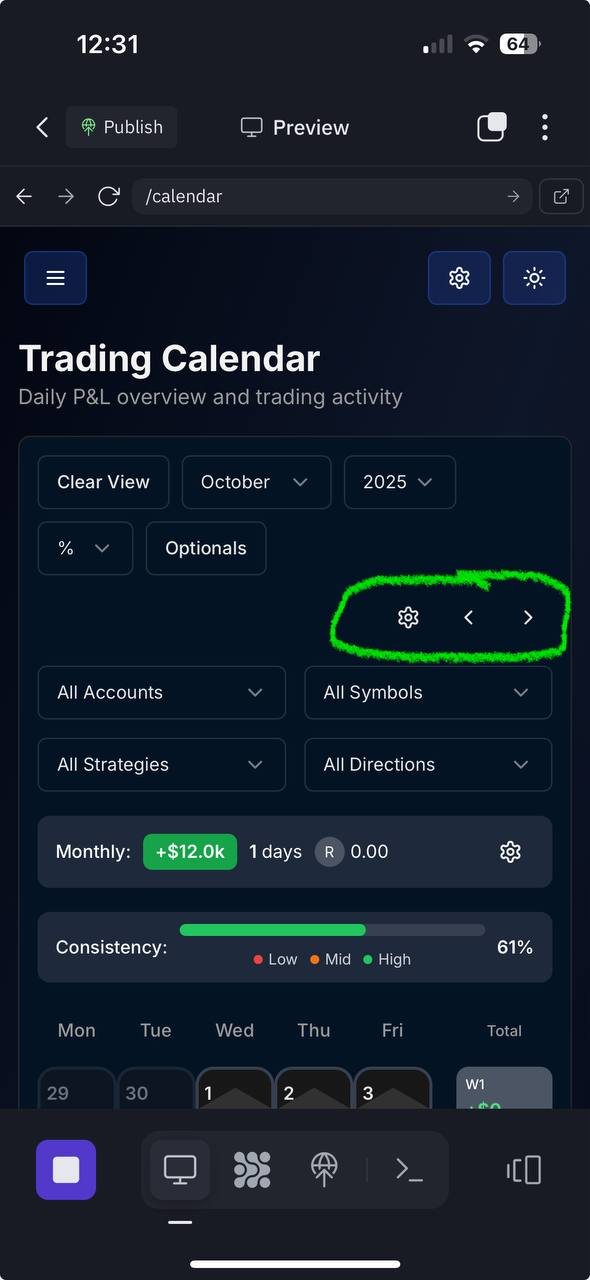 12:31
64
Publish
Preview
/calendar
Trading Calendar
Daily P&L overview and trading activity
Clear View
October
2025
%
Optionals
All Accounts
All Symbols
All Strategies
All Directions
Monthly: +$12.0k 1 days R 0.00
Consistency: 61%
Low Mid High
Mon Tue Wed Thu Fri Total
29 30 1 2 3 W1